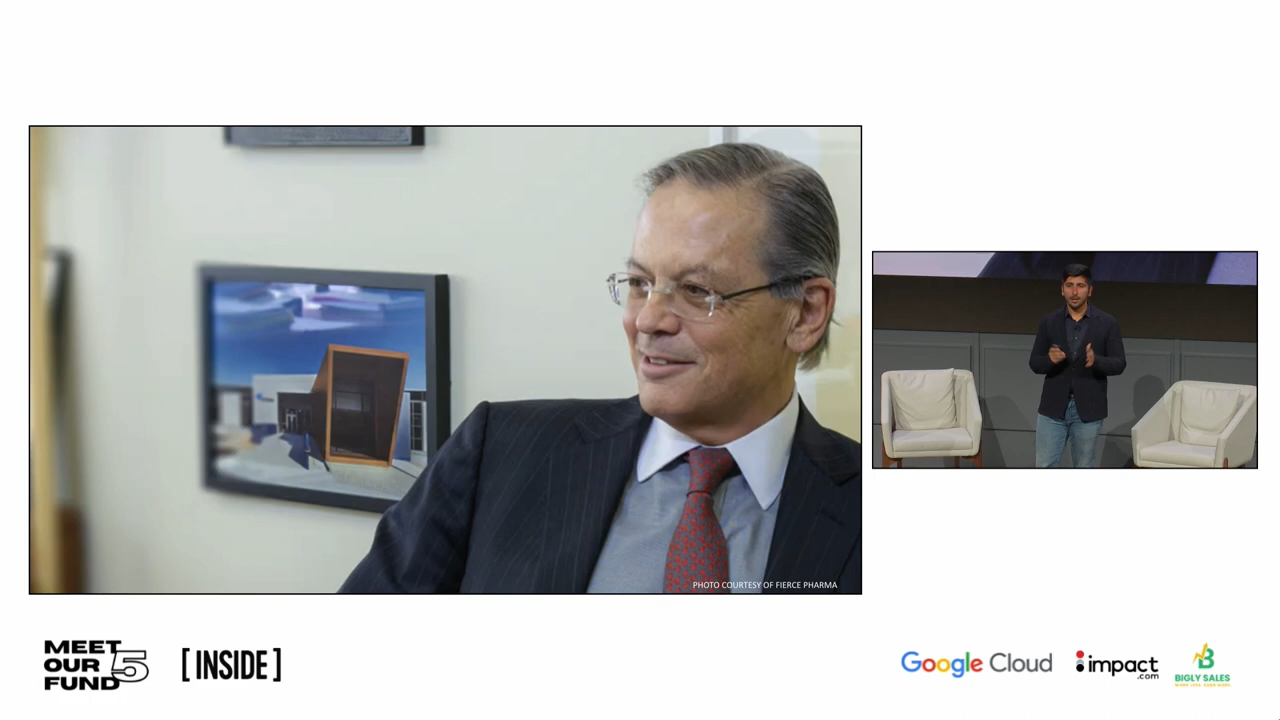 PHOTO COURTESY OF FIERCE PHARMA
MEET
OUR 5
FUND
[ INSIDE ]
Google Cloud
impact
.com
BIGLY SALES